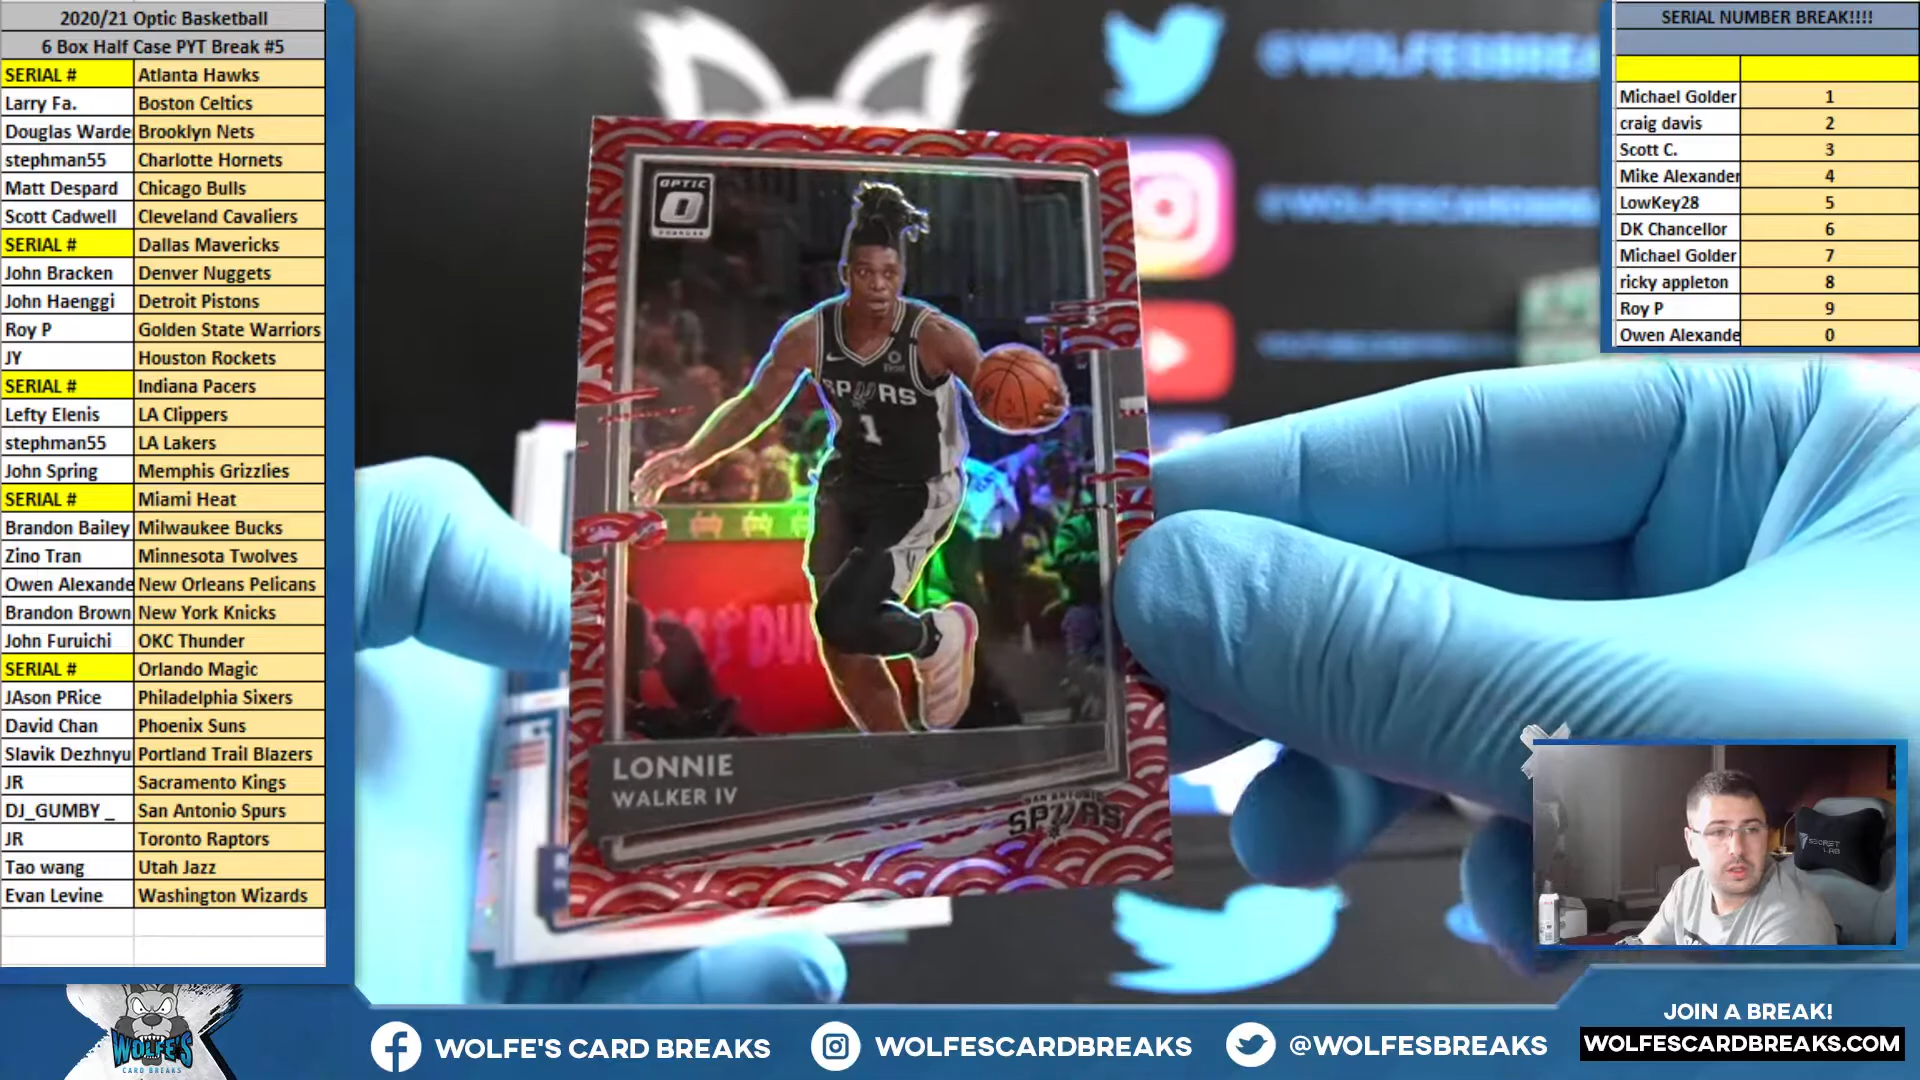 2020/21 Optic Basketball
6 Box Half Case PYT Break #5
SERIAL # Atlanta Hawks
Larry Fa. Boston Celtics
Douglas Warde Brooklyn Nets
stephman55 Charlotte Hornets
Matt Despard Chicago Bulls
Scott Cadwell Cleveland Cavaliers
SERIAL # Dallas Mavericks
John Bracken Denver Nuggets
John Haenggi Detroit Pistons
Roy P Golden State Warriors
JY Houston Rockets
SERIAL # Indiana Pacers
Lefty Elenis LA Clippers
stephman55 LA Lakers
John Spring Memphis Grizzlies
SERIAL # Miami Heat
Brandon Bailey Milwaukee Bucks
Zino Tran Minnesota Twolves
Owen Alexande New Orleans Pelicans
Brandon Brown New York Knicks
John Furuichi OKC Thunder
SERIAL # Orlando Magic
JAson PRice Philadelphia Sixers
David Chan Phoenix Suns
Slavik Dezhnyu Portland Trail Blazers
JR Sacramento Kings
DJ_GUMBY_ San Antonio Spurs
JR Toronto Raptors
Tao wang Utah Jazz
Evan Levine Washington Wizards
@WOLFESBREA
OPTIC
SPURS
1
LONNIE
WALKER IV
SAN ANTONIO
SPURS
SERIAL NUMBER BREAK!!!!
Michael Golder 1
craig davis 2
Scott C. 3
Mike Alexander 4
LowKey28 5
DK Chancellor 6
Michael Golder 7
ricky appleton 8
Roy P 9
Owen Alexande 0
SECRET
LAB
WOLFE'S
CARD BREAKS
WOLFE'S CARD BREAKS
WOLFESCARDBREAKS
@WOLFESBREAKS
JOIN A BREAK!
WOLFESCARDBREAKS.COM